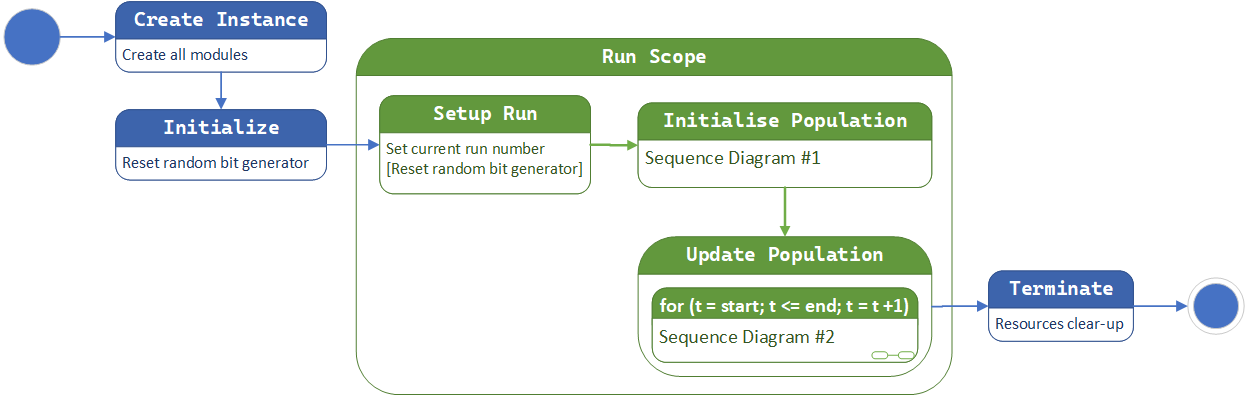 Create Instance
Create all modules
Initialize
Reset random bit generator
Run Scope
Setup Run
Set current run number
[Reset random bit generator]
Initialise Population
Sequence Diagram #1
Update Population
for (t = start; t <= end; t = t +1)
Sequence Diagram #2
Terminate
Resources clear-up